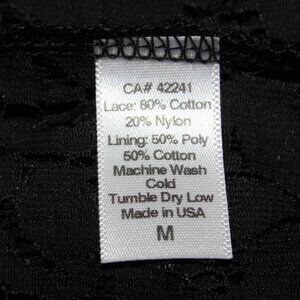 CA# 42241
Lace: 80% Cotton
20% Nylon
Lining: 50% Poly
50% Cotton
Machine Wash
Cold
Tumble Dry Low
Made in USA
M